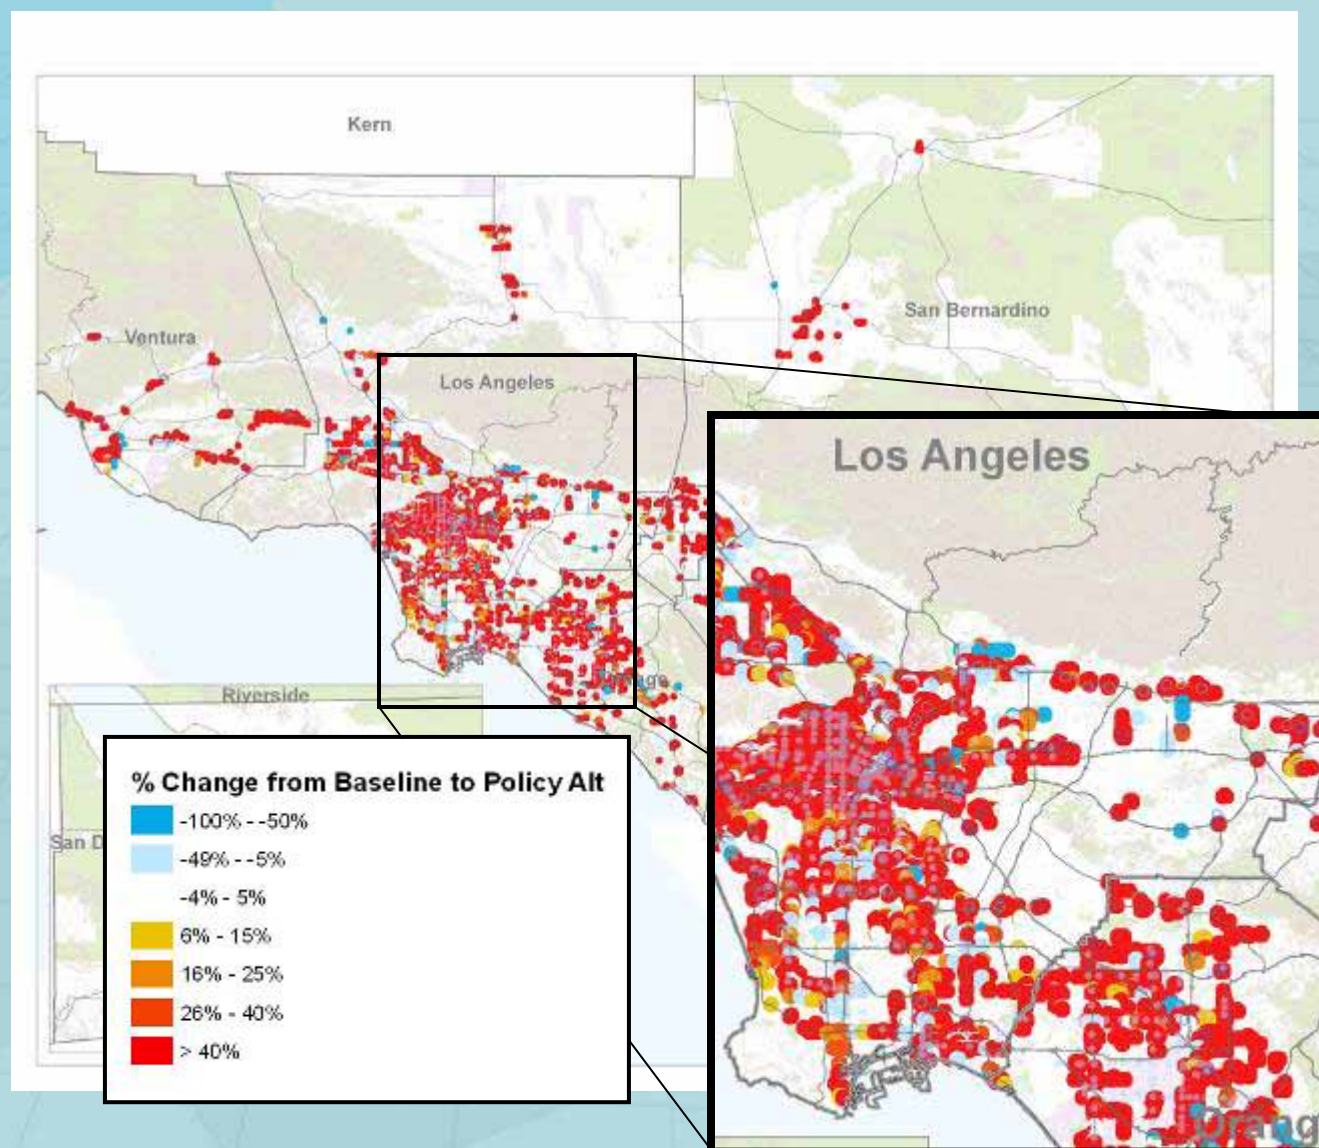 Kern
San Bernardino
Ventura
Los Angeles
Los Angeles
Riverside
% Change from Baseline to Policy Alt
-100% - -50%
San D
-49% - -5%
-4% - 5%
6% - 15%
16% - 25%
26% - 40%
> 40%
Orang